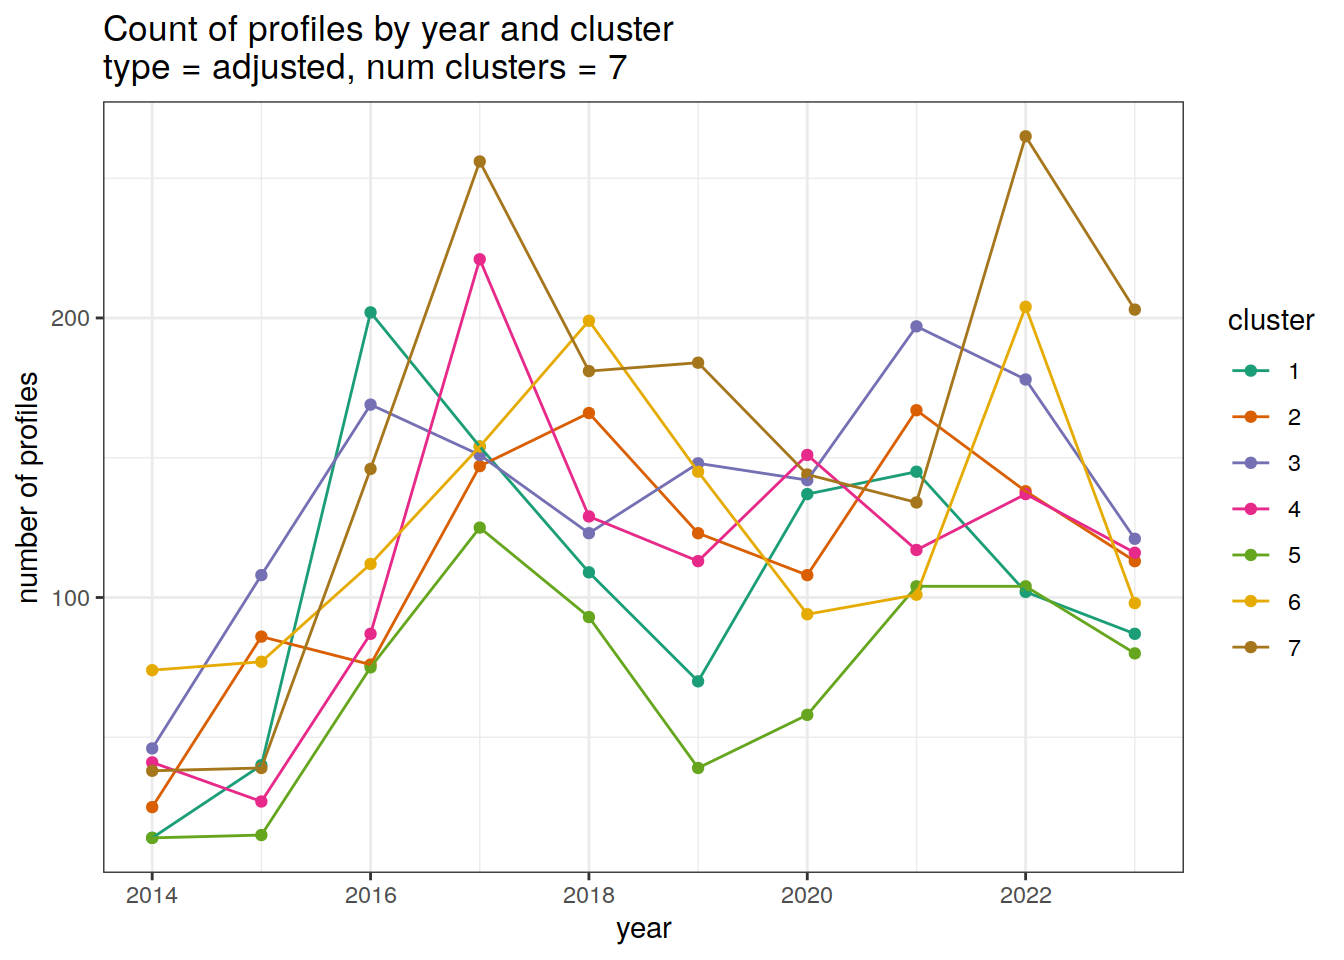 Count of profiles by year and cluster
type = adjusted, num clusters = 7
number of profiles
200
100
2014
2016
2018
2020
2022
year
cluster
1
2
3
4
5
6
7